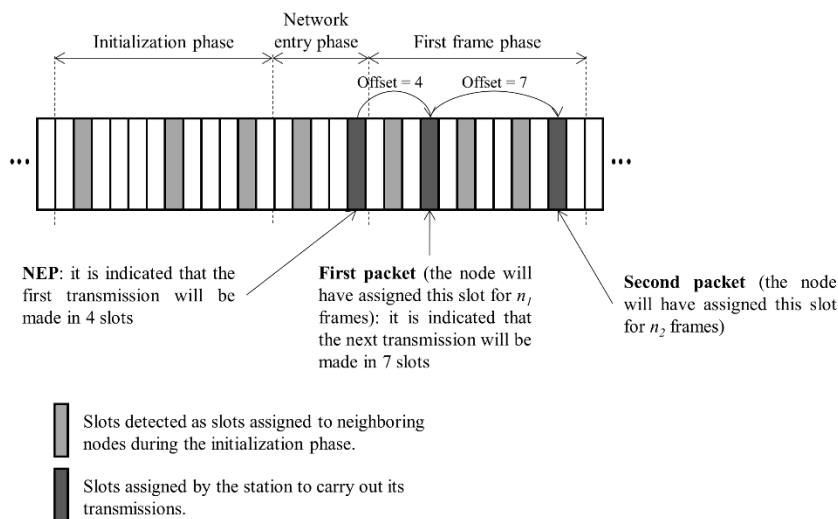 Initialization phase
Network
entry phase
First frame phase
Offset = 4
Offset = 7
...
...
NEP: it is indicated that the
first transmission will be
made in 4 slots
First packet (the node will
have assigned this slot for n1
frames): it is indicated that
the next transmission will be
made in 7 slots
Second packet (the node
will have assigned this slot
for n2 frames)
Slots detected as slots assigned to neighboring
nodes during the initialization phase.
Slots assigned by the station to carry out its
transmissions.